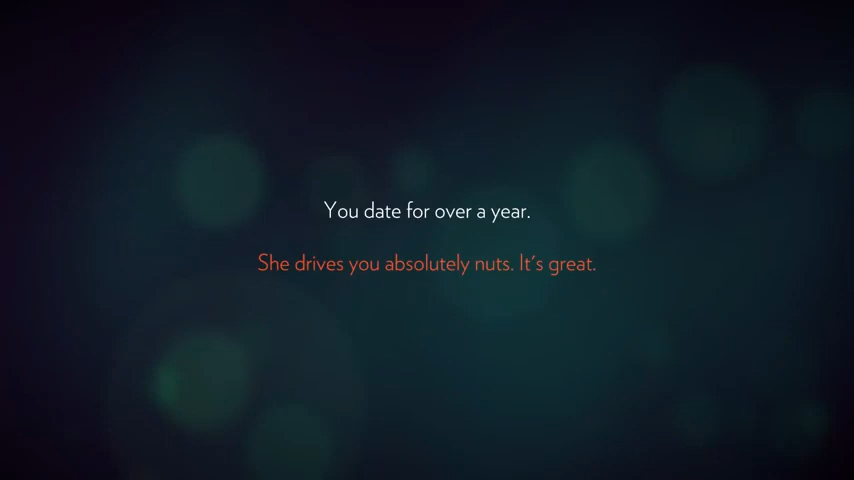 You date for over a year.
She drives you absolutely nuts. It's great.